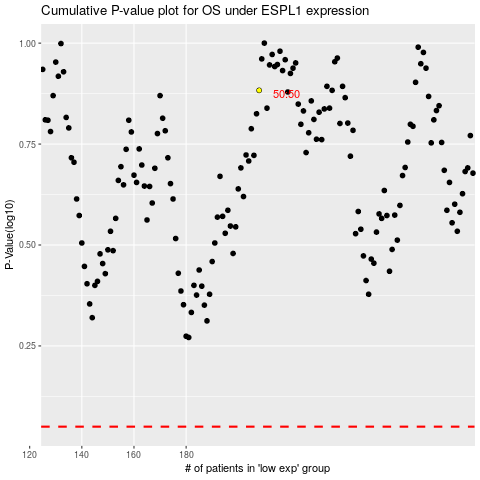 Cumulative P-value plot for OS under ESPL1 expression
1.00
50:50
0.75
P-Value(log10)
0.50
0.25
120 140 160 180
# of patients in 'low exp' group